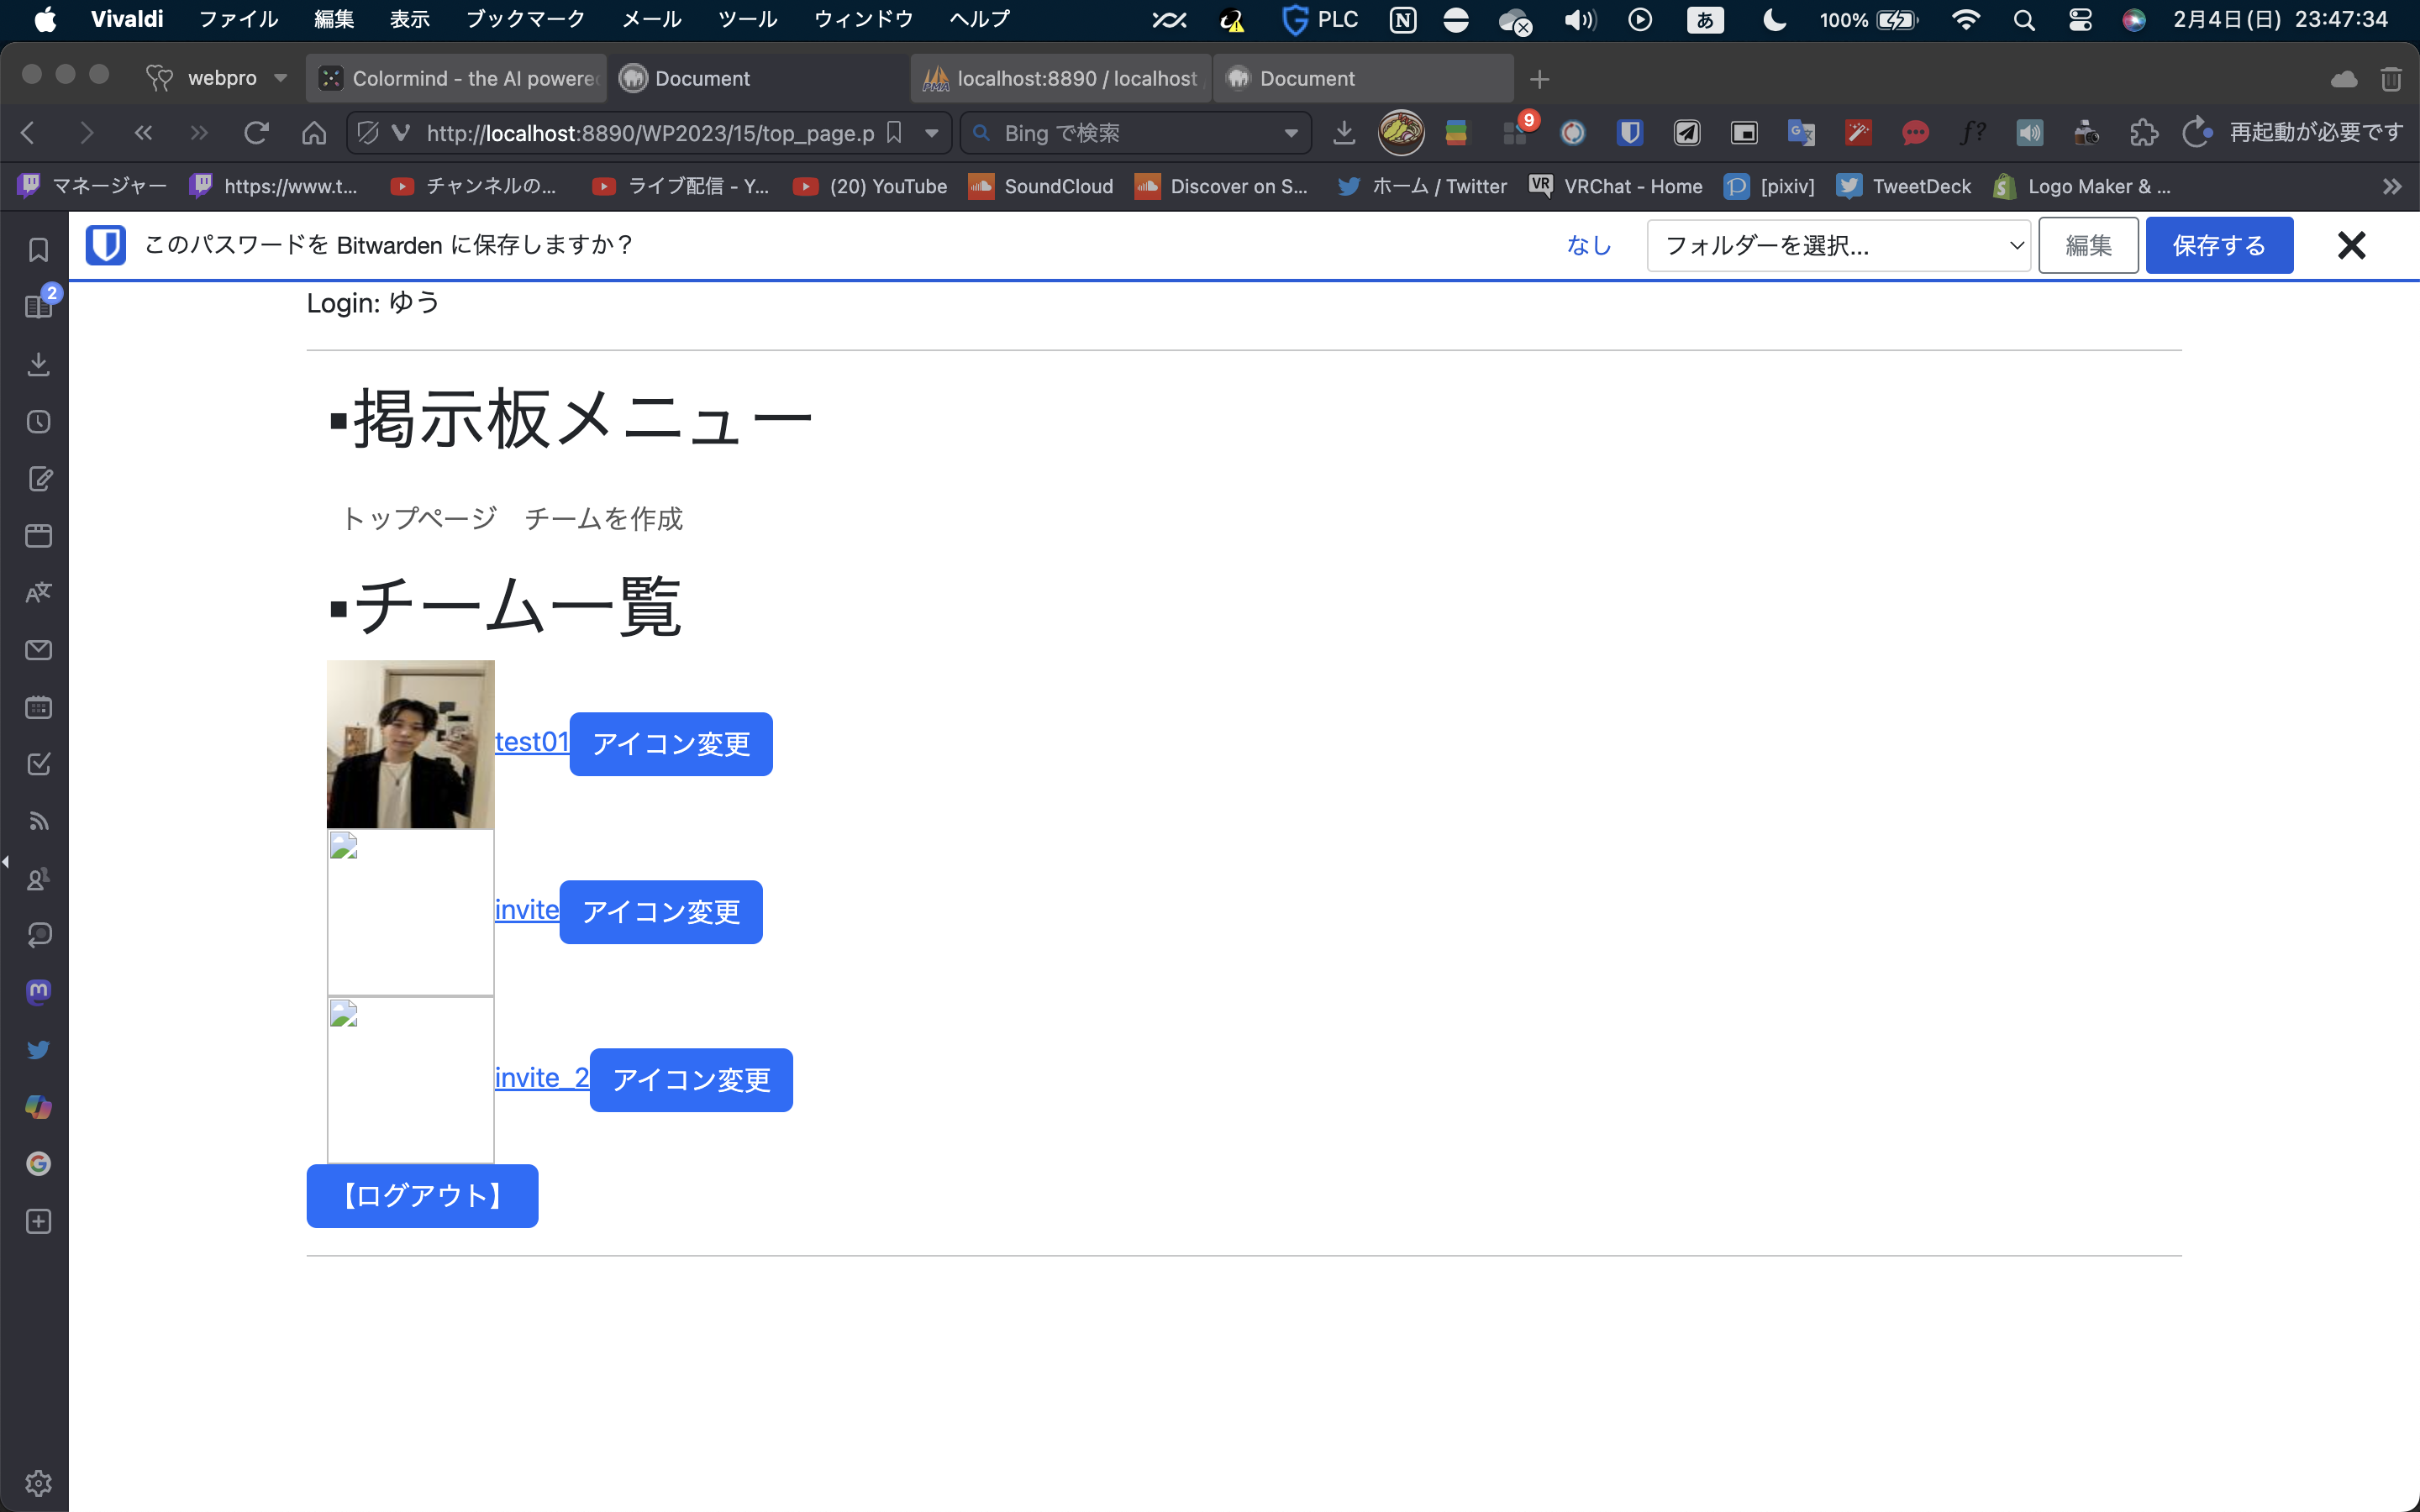 Vivaldi ファイル 編集 表示 ブックマーク メール ツール ウィンドウ ヘルプ PLC N あ 100% 2月4日(日) 23:47:34
webpro Colormind - the AI powere Document localhost:8890 / localhost Document
http://localhost:8890/WP2023/15/top_page.p Bing で検索 9 再起動が必要です
マネージャー https://www.t... チャンネルの... ライブ配信 - Y... (20) YouTube SoundCloud Discover on S... ホーム / Twitter VRChat - Home [pixiv] TweetDeck Logo Maker & ...
このパスワードを Bitwarden に保存しますか？ なし フォルダーを選択... 編集 保存する
2
Login: ゆう
▪掲示板メニュー
トップページ チームを作成
▪チーム一覧
test01 アイコン変更
invite アイコン変更
invite_2 アイコン変更
【ログアウト】